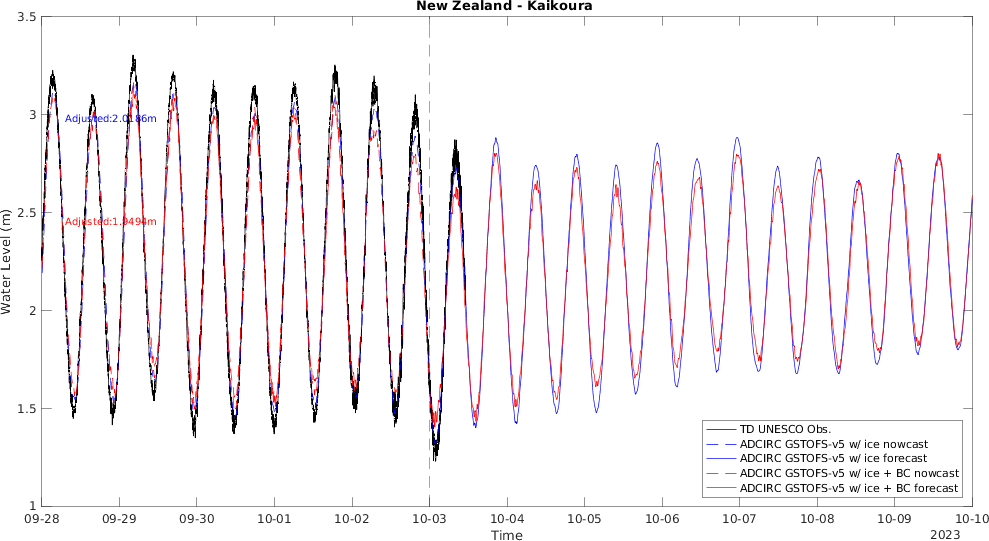 New Zealand - Kaikoura
3.5
3
2.5
2
1.5
1
Water Level (m)
Adjusted:2.0186m
Adjusted:1.9494m
TD UNESCO Obs.
ADCIRC GSTOFS-v5 w/ ice nowcast
ADCIRC GSTOFS-v5 w/ ice forecast
ADCIRC GSTOFS-v5 w/ ice + BC nowcast
ADCIRC GSTOFS-v5 w/ ice + BC forecast
09-28 09-29 09-30 10-01 10-02 10-03 10-04 10-05 10-06 10-07 10-08 10-09 10-10
Time
2023